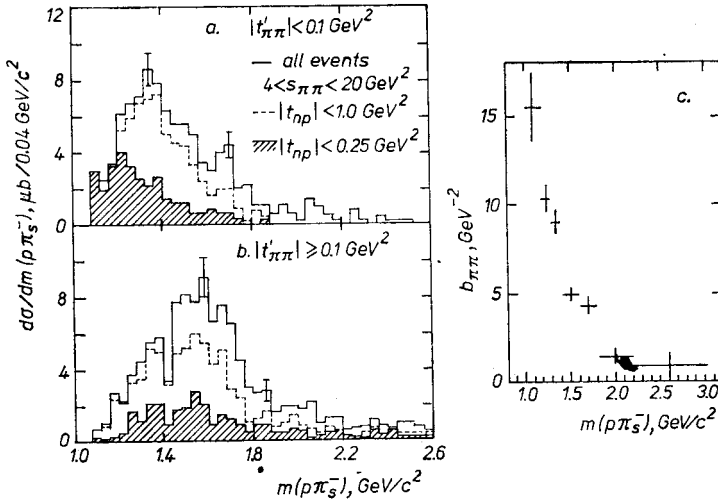 a. |t'ππ|<0.1 GeV²
— all events
4<sππ<20 GeV²
---|tnp|<1.0 GeV²
|tnp|<0.25 GeV²
12
8
4
0
dσ/dm(pπs⁻), μb/0.04 GeV/c²
b. |t'ππ| ≥ 0.1 GeV²
8
4
0
1.0 1.4 1.8 2.2 2.6
m(pπs⁻), GeV/c²
c.
15
10
5
0
bππ, GeV⁻²
1.0 1.5 2.0 2.5 3.0
m(pπs⁻), GeV/c²